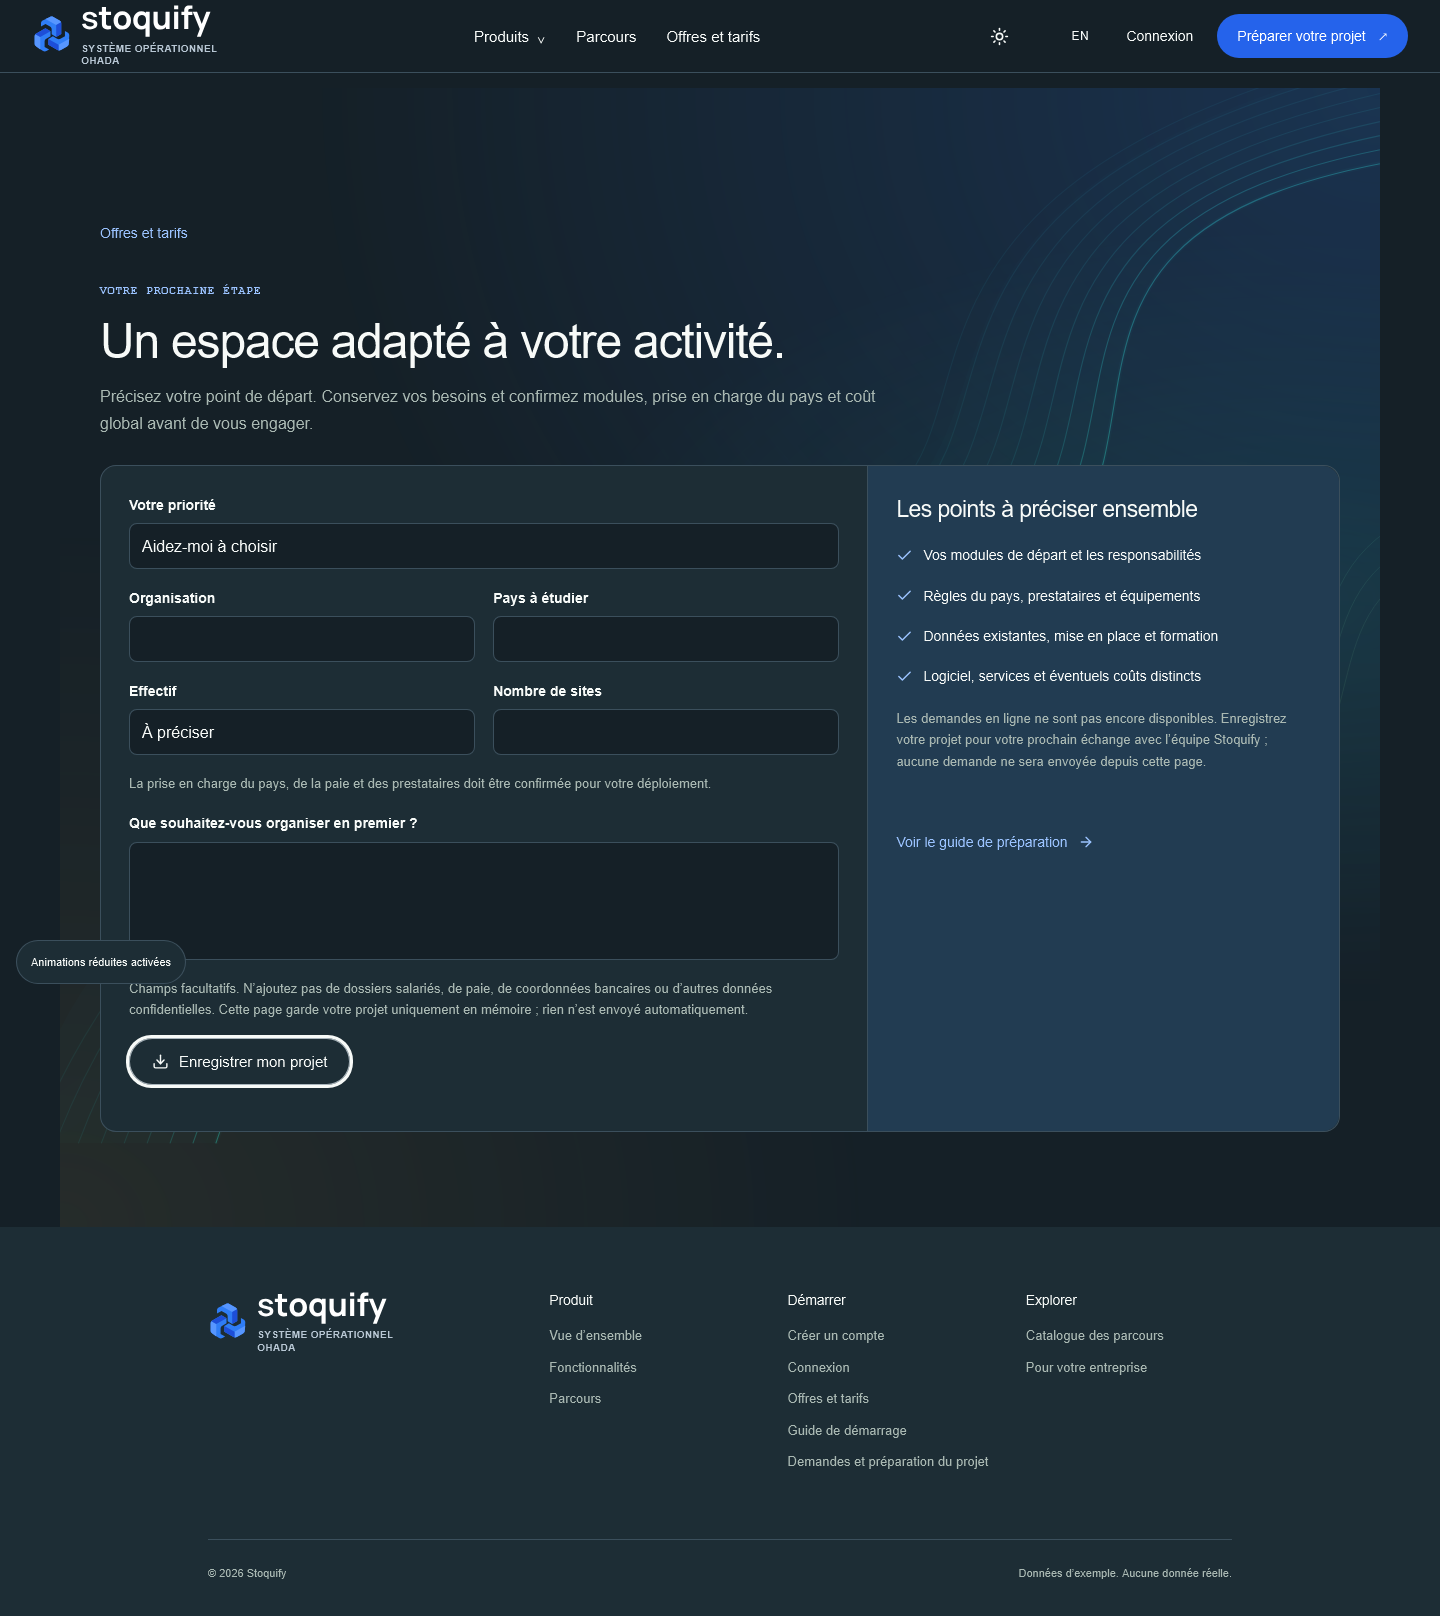 stoquify
SYSTÈME OPÉRATIONNEL
OHADA
Produits
Parcours
Offres et tarifs
EN
Connexion
Préparer votre projet ↗
Offres et tarifs
VOTRE PROCHAINE ÉTAPE
Un espace adapté à votre activité.
Précisez votre point de départ. Conservez vos besoins et confirmez modules, prise en charge du pays et coût
global avant de vous engager.
Votre priorité
Aidez-moi à choisir
Organisation
Pays à étudier
Effectif
Nombre de sites
À préciser
La prise en charge du pays, de la paie et des prestataires doit être confirmée pour votre déploiement.
Que souhaitez-vous organiser en premier ?
Animations réduites activées
Champs facultatifs. N’ajoutez pas de dossiers salariés, de paie, de coordonnées bancaires ou d’autres données
confidentielles. Cette page garde votre projet uniquement en mémoire ; rien n’est envoyé automatiquement.
Enregistrer mon projet
Les points à préciser ensemble
Vos modules de départ et les responsabilités
Règles du pays, prestataires et équipements
Données existantes, mise en place et formation
Logiciel, services et éventuels coûts distincts
Les demandes en ligne ne sont pas encore disponibles. Enregistrez
votre projet pour votre prochain échange avec l’équipe Stoquify ;
aucune demande ne sera envoyée depuis cette page.
Voir le guide de préparation →
stoquify
SYSTÈME OPÉRATIONNEL
OHADA
Produit
Vue d’ensemble
Fonctionnalités
Parcours
Démarrer
Créer un compte
Connexion
Offres et tarifs
Guide de démarrage
Demandes et préparation du projet
Explorer
Catalogue des parcours
Pour votre entreprise
© 2026 Stoquify
Données d’exemple. Aucune donnée réelle.